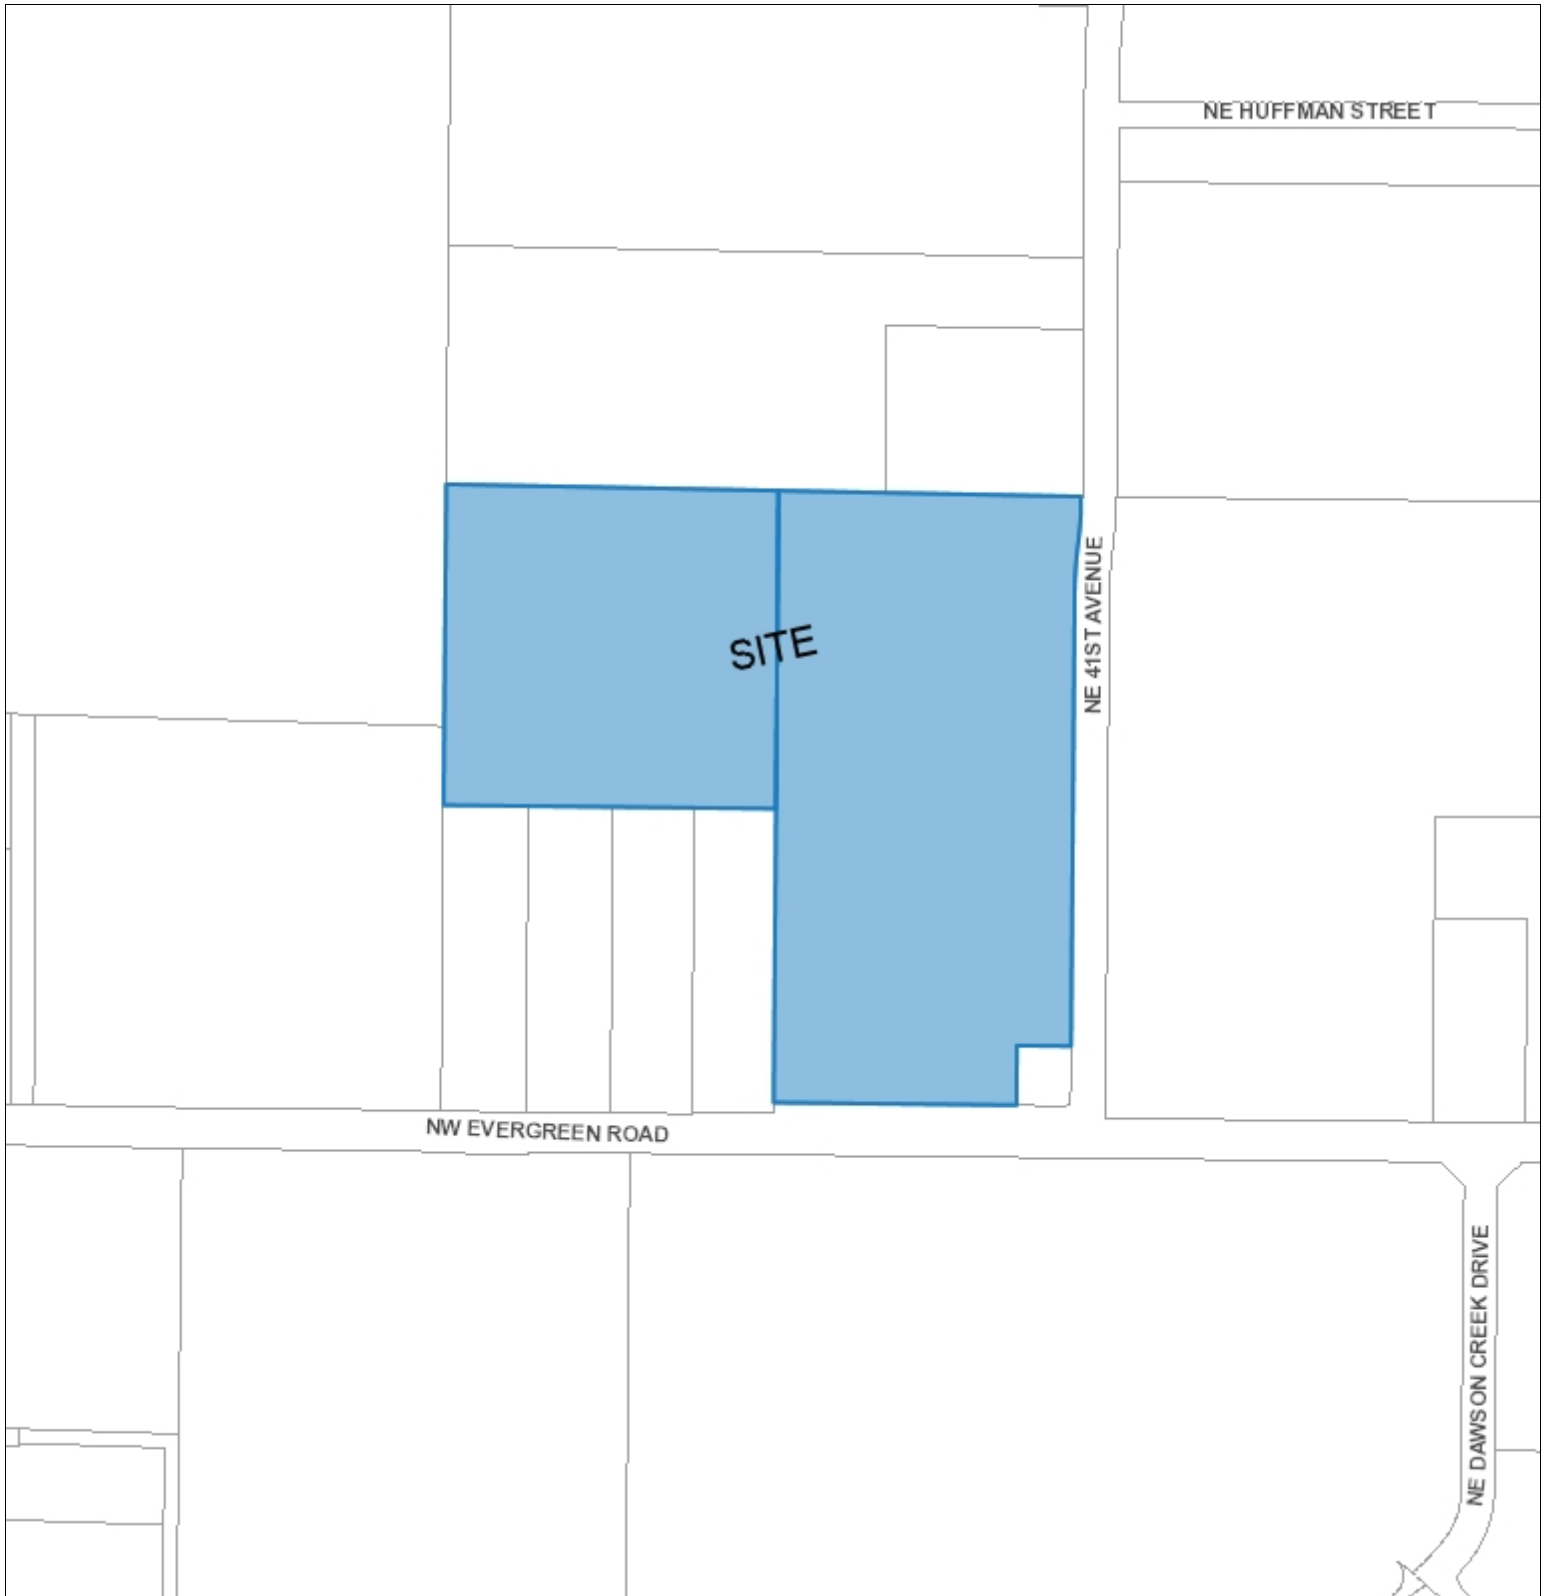 NE HUFFMAN STREET
NE 41ST AVENUE
SITE
NW EVERGREEN ROAD
NE DAWSON CREEK DRIVE